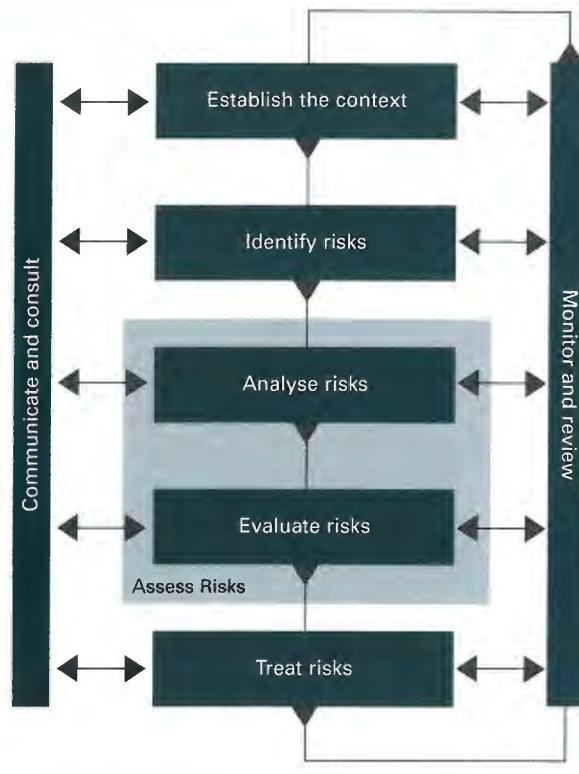 Communicate and consult
Establish the context
Identify risks
Analyse risks
Evaluate risks
Assess Risks
Treat risks
Monitor and review